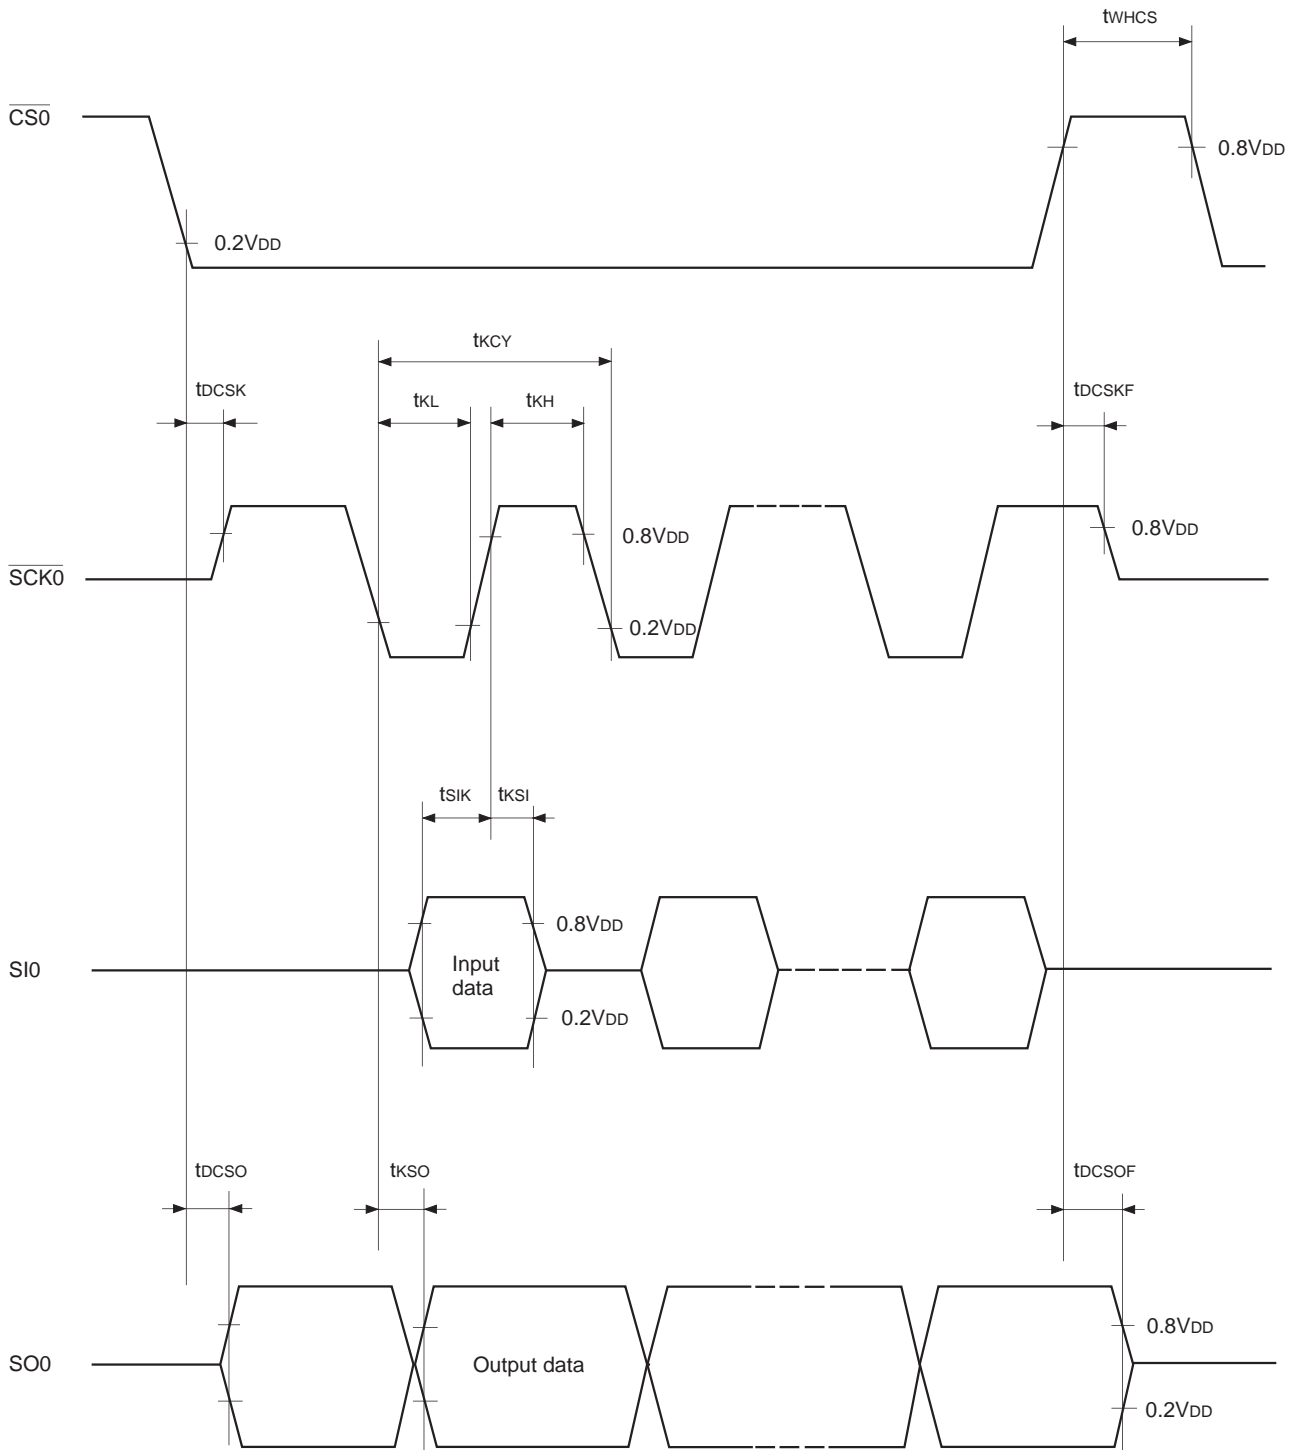 tWHCS
CS0
0.8VDD
0.2VDD
tKCY
tDCSK
tKL
tKH
tDCSKF
0.8VDD
0.8VDD
SCK0
0.2VDD
tSIK
tKSI
0.8VDD
SI0
Input
data
0.2VDD
tDCSO
tKSO
tDCSOF
0.8VDD
SO0
Output data
0.2VDD